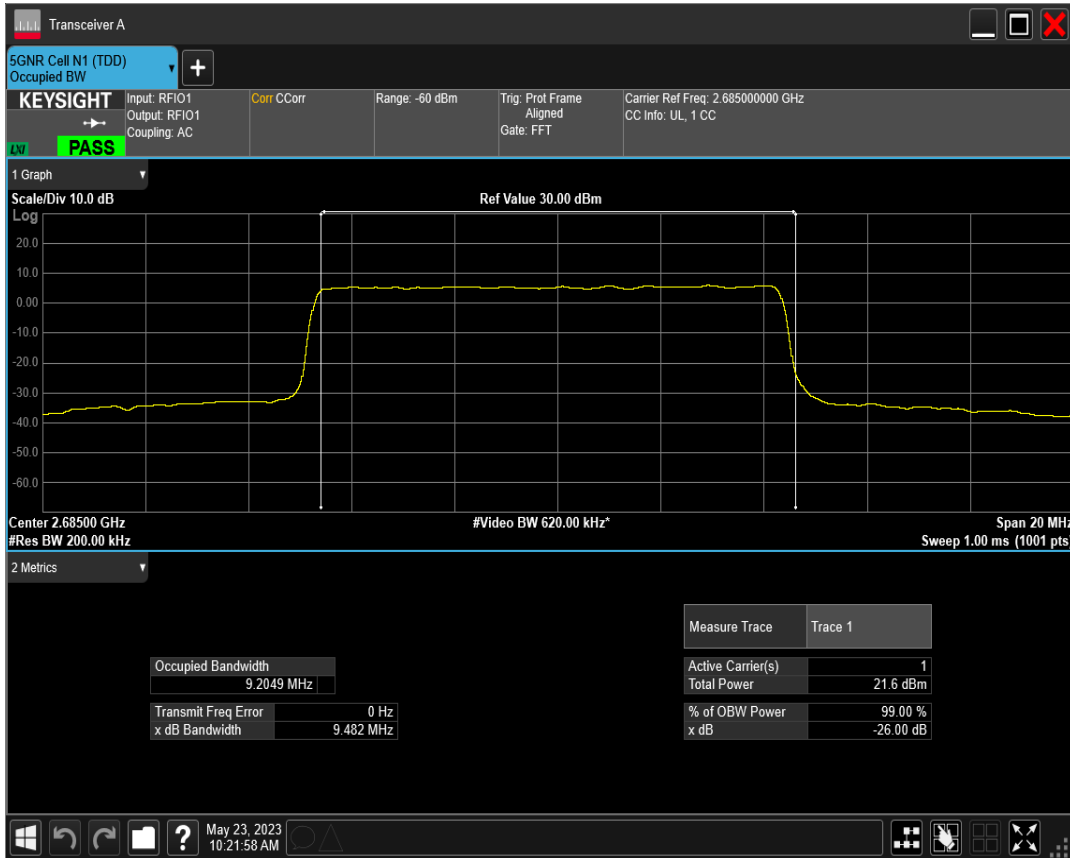 Transceiver A
5GNR Cell N1 (TDD)
Occupied BW
+
KEYSIGHT
LXI
PASS
Input: RFIO1
Output: RFIO1
Coupling: AC
Corr CCorr
Range: -60 dBm
Trig: Prot Frame
Aligned
Gate: FFT
Carrier Ref Freq: 2.685000000 GHz
CC Info: UL, 1 CC
1 Graph
Scale/Div 10.0 dB
Ref Value 30.00 dBm
Log
20.0
10.0
0.00
-10.0
-20.0
-30.0
-40.0
-50.0
-60.0
Center 2.68500 GHz
#Video BW 620.00 kHz*
Span 20 MHz
#Res BW 200.00 kHz
Sweep 1.00 ms (1001 pts)
2 Metrics
Measure Trace Trace 1
Occupied Bandwidth
9.2049 MHz
Active Carrier(s) 1
Total Power 21.6 dBm
Transmit Freq Error 0 Hz
x dB Bandwidth 9.482 MHz
% of OBW Power 99.00 %
x dB -26.00 dB
?
May 23, 2023
10:21:58 AM